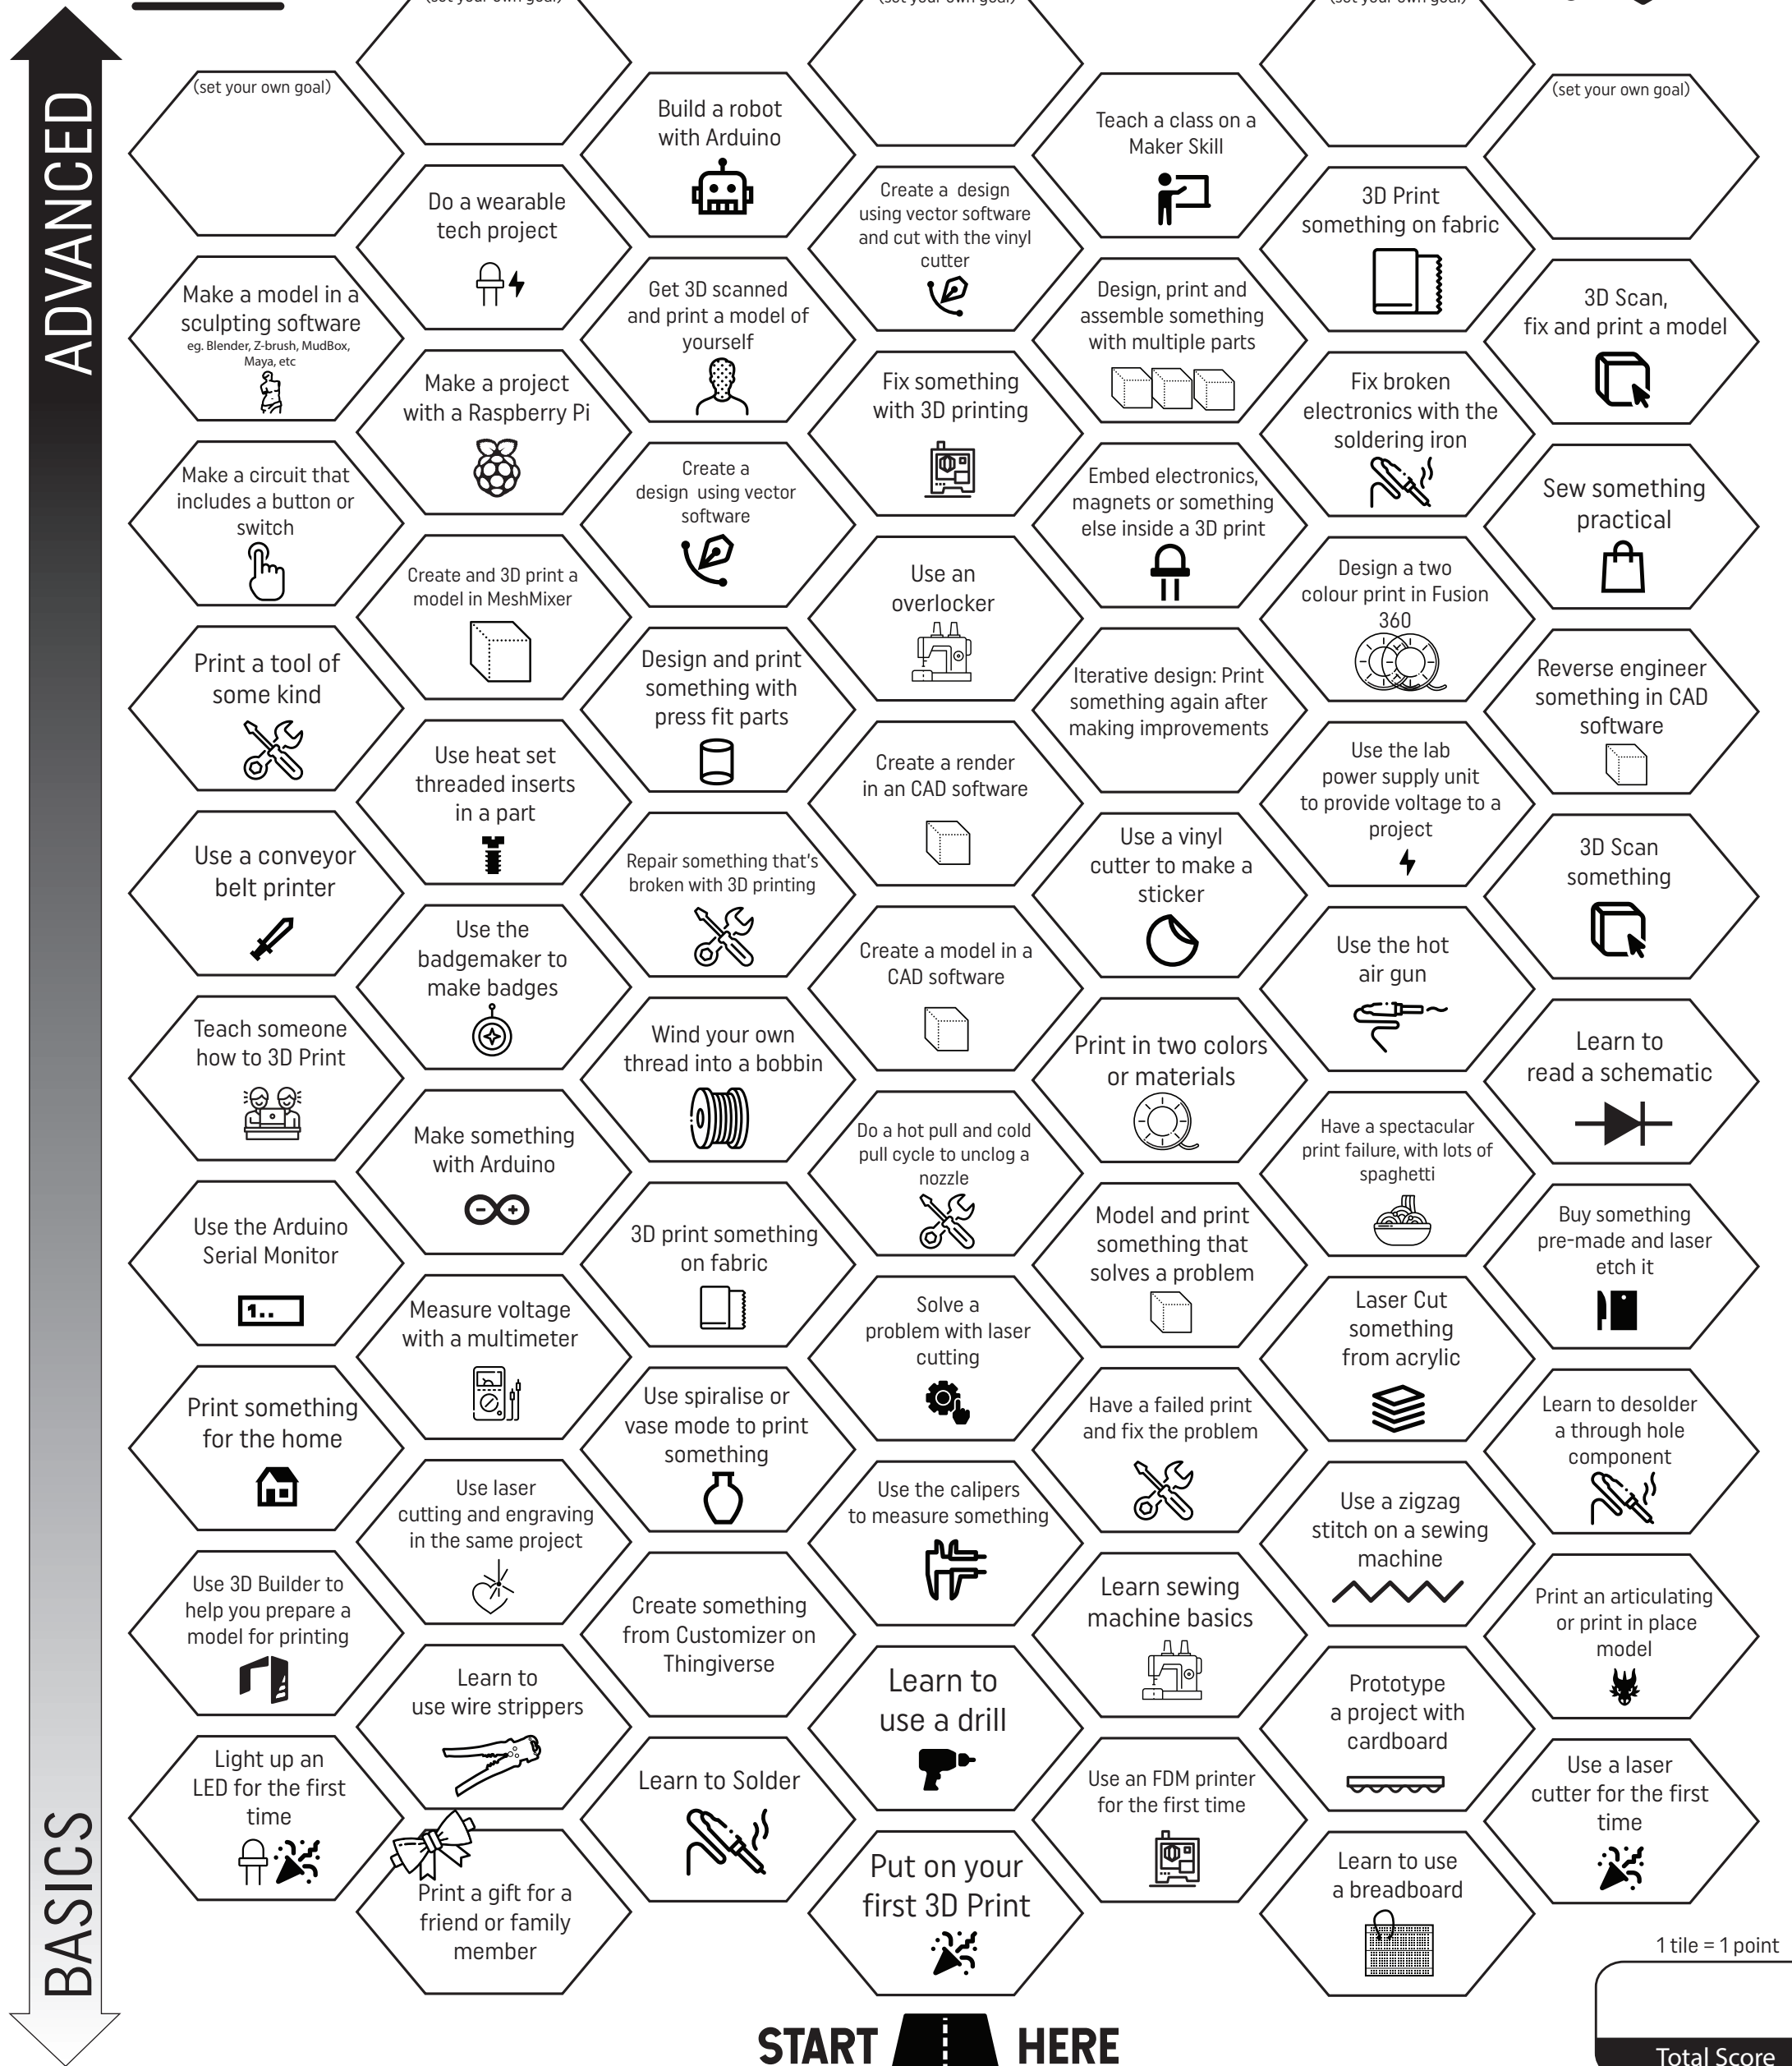 (set your own goal)
(set your own goal)
(set your own goal)
ADVANCED
(set your own goal)
Build a robot
with Arduino
Teach a class on a
Maker Skill
(set your own goal)
Do a wearable
tech project
Create a design
using vector software
and cut with the vinyl
cutter
3D Print
something on fabric
Make a model in a
sculpting software
eg. Blender, Z-brush, MudBox,
Maya, etc
Get 3D scanned
and print a model of
yourself
Design, print and
assemble something
with multiple parts
3D Scan,
fix and print a model
Make a project
with a Raspberry Pi
Fix something
with 3D printing
Fix broken
electronics with the
soldering iron
Make a circuit that
includes a button or
switch
Create a
design using vector
software
Embed electronics,
magnets or something
else inside a 3D print
Sew something
practical
Create and 3D print a
model in MeshMixer
Use an
overlocker
Design a two
colour print in Fusion
360
Print a tool of
some kind
Design and print
something with
press fit parts
Iterative design: Print
something again after
making improvements
Reverse engineer
something in CAD
software
Use heat set
threaded inserts
in a part
Create a render
in an CAD software
Use the lab
power supply unit
to provide voltage to a
project
Use a conveyor
belt printer
Repair something that's
broken with 3D printing
Use a vinyl
cutter to make a
sticker
3D Scan
something
Use the
badgemaker to
make badges
Create a model in a
CAD software
Use the hot
air gun
Teach someone
how to 3D Print
Wind your own
thread into a bobbin
Print in two colors
or materials
Learn to
read a schematic
Make something
with Arduino
Do a hot pull and cold
pull cycle to unclog a
nozzle
Have a spectacular
print failure, with lots of
spaghetti
Use the Arduino
Serial Monitor
1..
3D print something
on fabric
Model and print
something that
solves a problem
Buy something
pre-made and laser
etch it
Measure voltage
with a multimeter
Solve a
problem with laser
cutting
Laser Cut
something
from acrylic
Print something
for the home
Use spiralise or
vase mode to print
something
Have a failed print
and fix the problem
Learn to desolder
a through hole
component
Use laser
cutting and engraving
in the same project
Use the calipers
to measure something
Use a zigzag
stitch on a sewing
machine
Use 3D Builder to
help you prepare a
model for printing
Create something
from Customizer on
Thingiverse
Learn sewing
machine basics
Print an articulating
or print in place
model
Learn to
use wire strippers
Learn to
use a drill
Prototype
a project with
cardboard
Light up an
LED for the first
time
Learn to Solder
Use an FDM printer
for the first time
Use a laser
cutter for the first
time
Print a gift for a
friend or family
member
Put on your
first 3D Print
Learn to use
a breadboard
BASICS
1 tile = 1 point
START HERE
Total Score